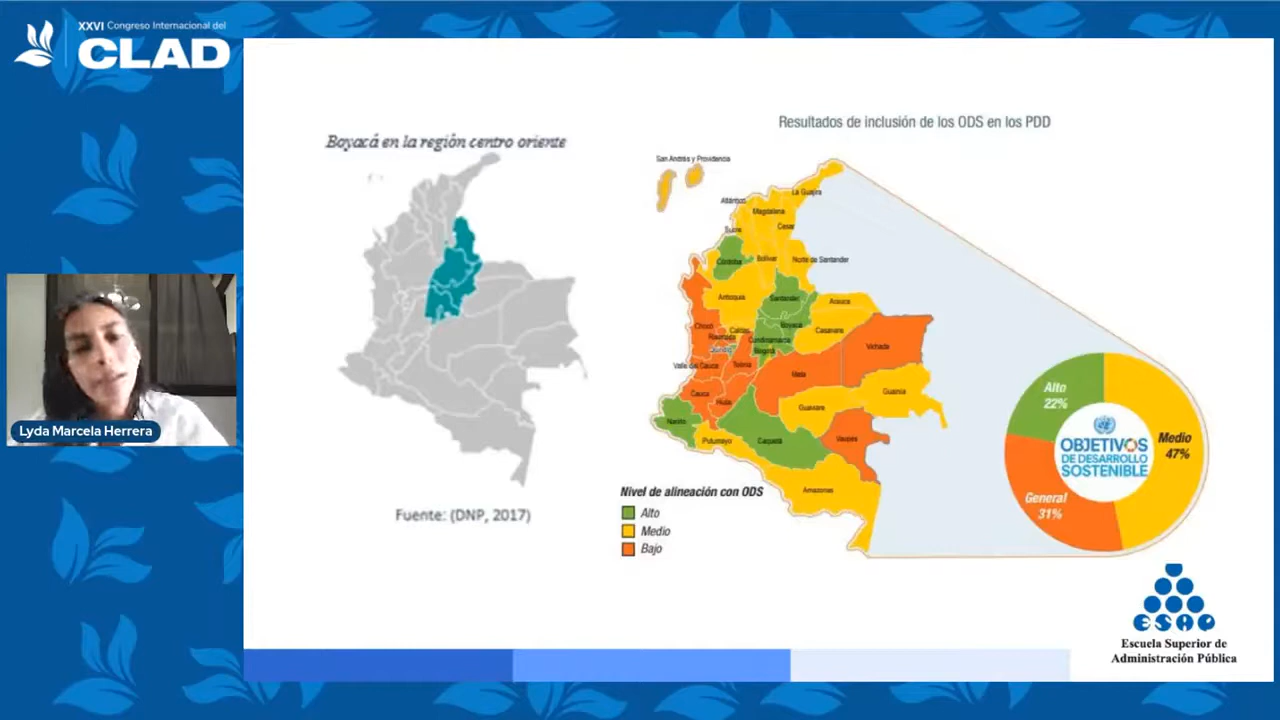 XXVI Congreso Internacional del
CLAD
Lyda Marcela Herrera
Boyacá en la región centro oriente
Fuente: (DNP, 2017)
Resultados de inclusión de los ODS en los PDD
San Andrés y Providencia
La Guajira
Atlántico
Magdalena
Cesar
Sucre
Córdoba
Bolívar
Norte de Santander
Antioquia
Santander
Arauca
Chocó
Caldas
Boyacá
Casanare
Risaralda
Cundinamarca
Quindío
Bogotá
Vichada
Valle del Cauca
Tolima
Meta
Cauca
Huila
Guainía
Guaviare
Nariño
Putumayo
Caquetá
Vaupés
Amazonas
Nivel de alineación con ODS
Alto
Medio
Bajo
Alto
22%
Medio
47%
General
31%
OBJETIVOS
DE DESARROLLO
SOSTENIBLE
ESAP
Escuela Superior de
Administración Pública